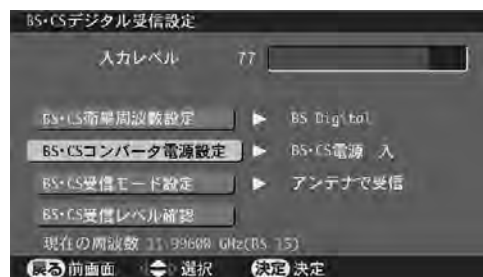 BS・CSデジタル受信設定
入力レベル 77
BS・CS衛星周波数設定 ▶ BS Digital
BS・CSコンバータ電源設定 ▶ BS・CS電源 入
BS・CS受信モード設定 ▶ アンテナで受信
BS・CS受信レベル確認
現在の周波数 11.99600 GHz(BS 15)
戻る 前画面 選択 決定 決定